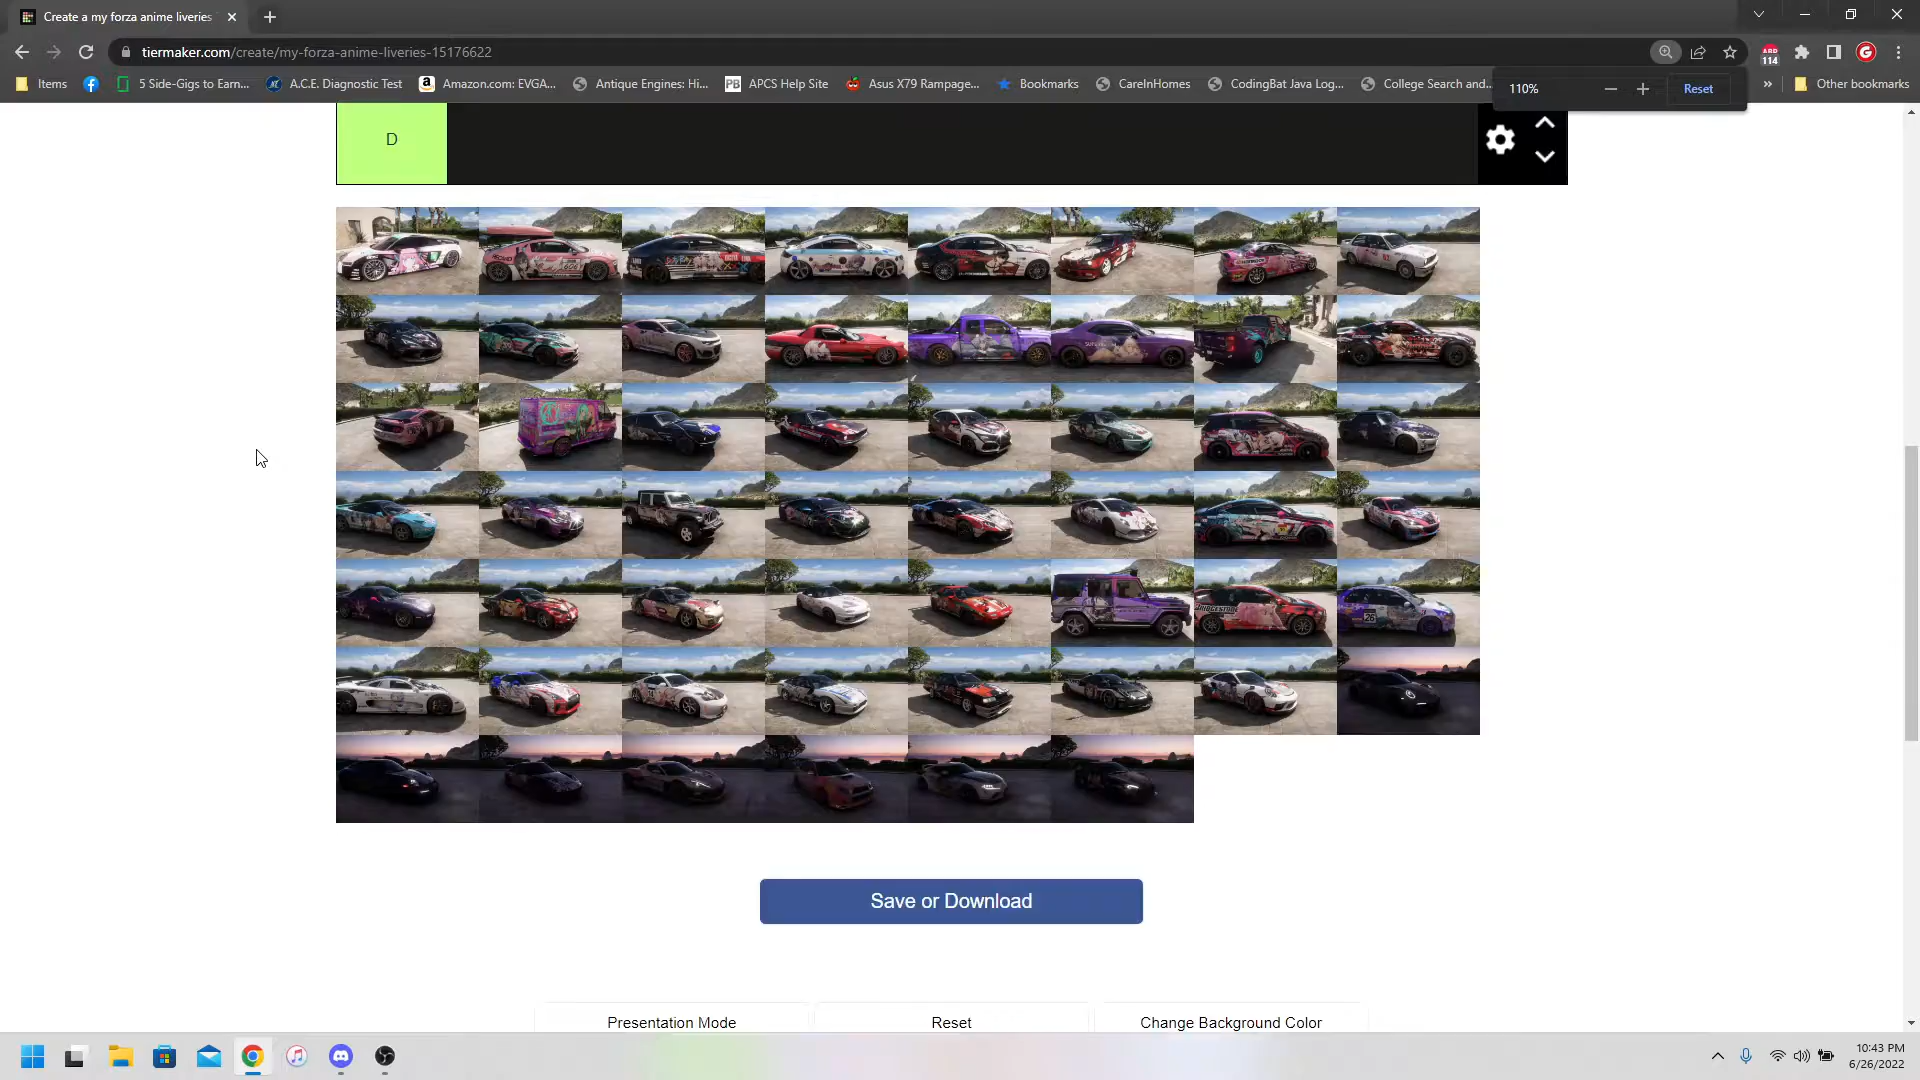 Create a my forza anime liveries
tiermaker.com/create/my-forza-anime-liveries-15176622
ABP
114
G
Items
5 Side-Gigs to Earn...
A.C.E. Diagnostic Test
Amazon.com: EVGA...
Antique Engines: Hi...
PB APCS Help Site
Asus X79 Rampage...
Bookmarks
CareInHomes
CodingBat Java Log...
College Search and...
110%
Reset
»
Other bookmarks
D
Save or Download
Presentation Mode
Reset
Change Background Color
10:43 PM
6/26/2022